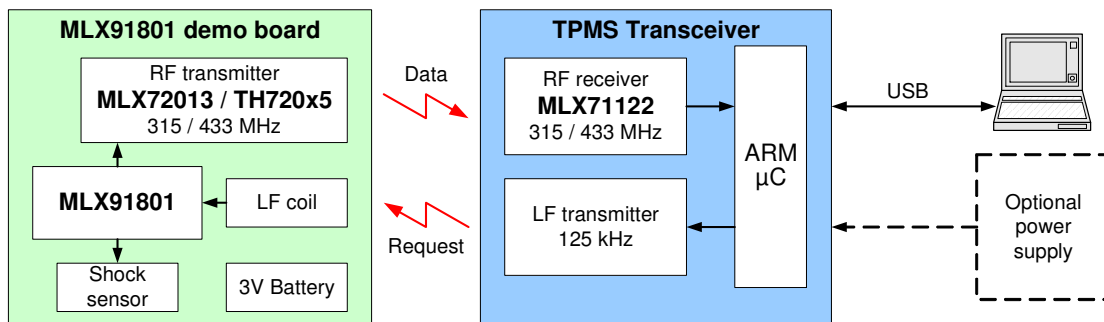 MLX91801 demo board
RF transmitter
MLX72013 / TH720x5
315 / 433 MHz
MLX91801
LF coil
Shock
sensor
3V Battery
Data
Request
TPMS Transceiver
RF receiver
MLX71122
315 / 433 MHz
LF transmitter
125 kHz
ARM
µC
USB
Optional
power
supply